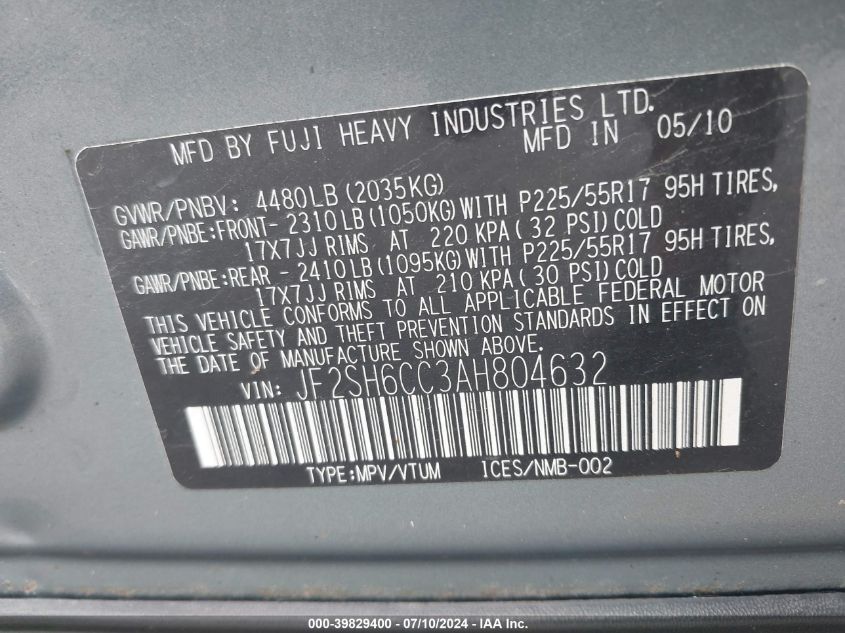 MFD BY FUJI HEAVY INDUSTRIES LTD.
MFD IN 05/10
GVWR/PNBV: 4480LB(2035KG)
GAWR/PNBE:FRONT- 2310LB(1050KG)WITH P225/55R17 95H TIRES,
17X7JJ RIMS AT 220 KPA( 32 PSI)COLD
GAWR/PNBE:REAR - 2410LB(1095KG)WITH P225/55R17 95H TIRES,
17X7JJ RIMS AT 210 KPA( 30 PSI)COLD
THIS VEHICLE CONFORMS TO ALL APPLICABLE FEDERAL MOTOR
VEHICLE SAFETY AND THEFT PREVENTION STANDARDS IN EFFECT ON
THE DATE OF MANUFACTURE SHOWN ABOVE.
VIN: JF2SH6CC3AH804632
TYPE:MPV/VTUM ICES/NMB-002
000-39829400 - 07/10/2024 - IAA Inc.